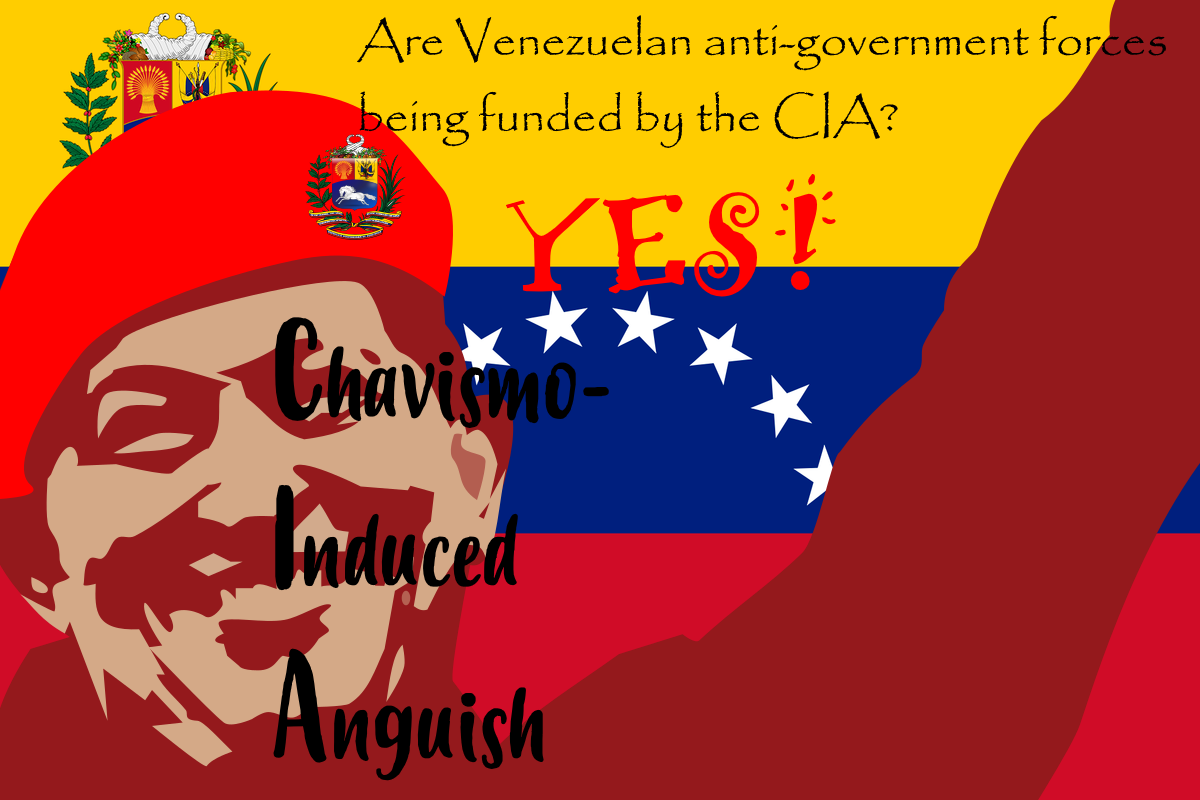 Are Venezuelan anti-government forces
being funded by the CIA?
YES!
Chavismo-
Induced
Anguish